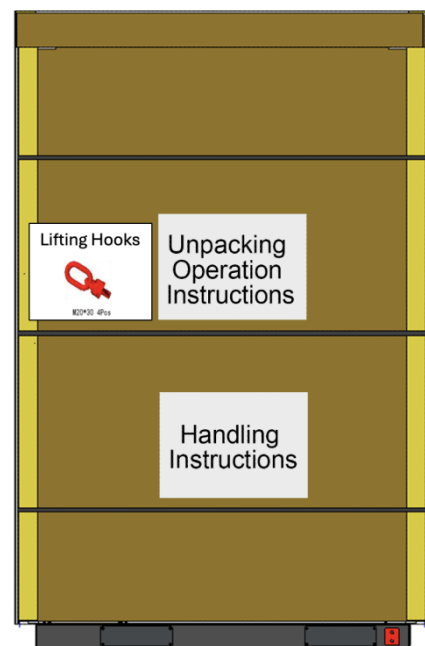 Lifting Hooks
M20*30 4Pcs
Unpacking
Operation
Instructions
Handling
Instructions